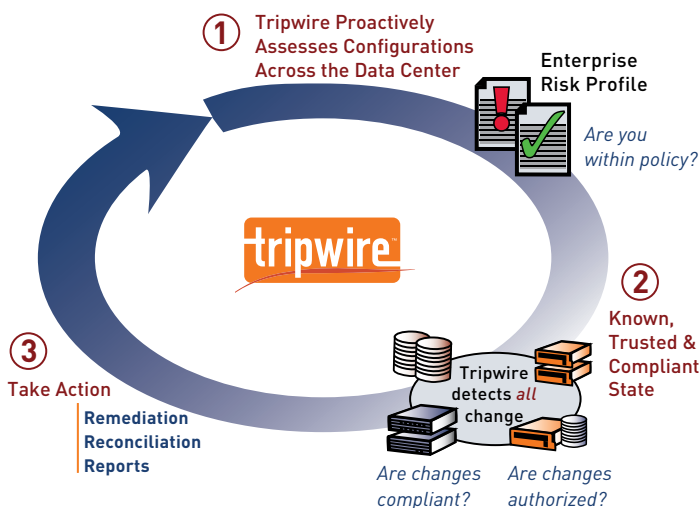 1
Tripwire Proactively
Assesses Configurations
Across the Data Center
Enterprise
Risk Profile
Are you
within policy?
tripwire™
2
Known,
Trusted &
Compliant
State
Tripwire
detects all
change
Are changes
compliant?
Are changes
authorized?
3
Take Action
Remediation
Reconciliation
Reports